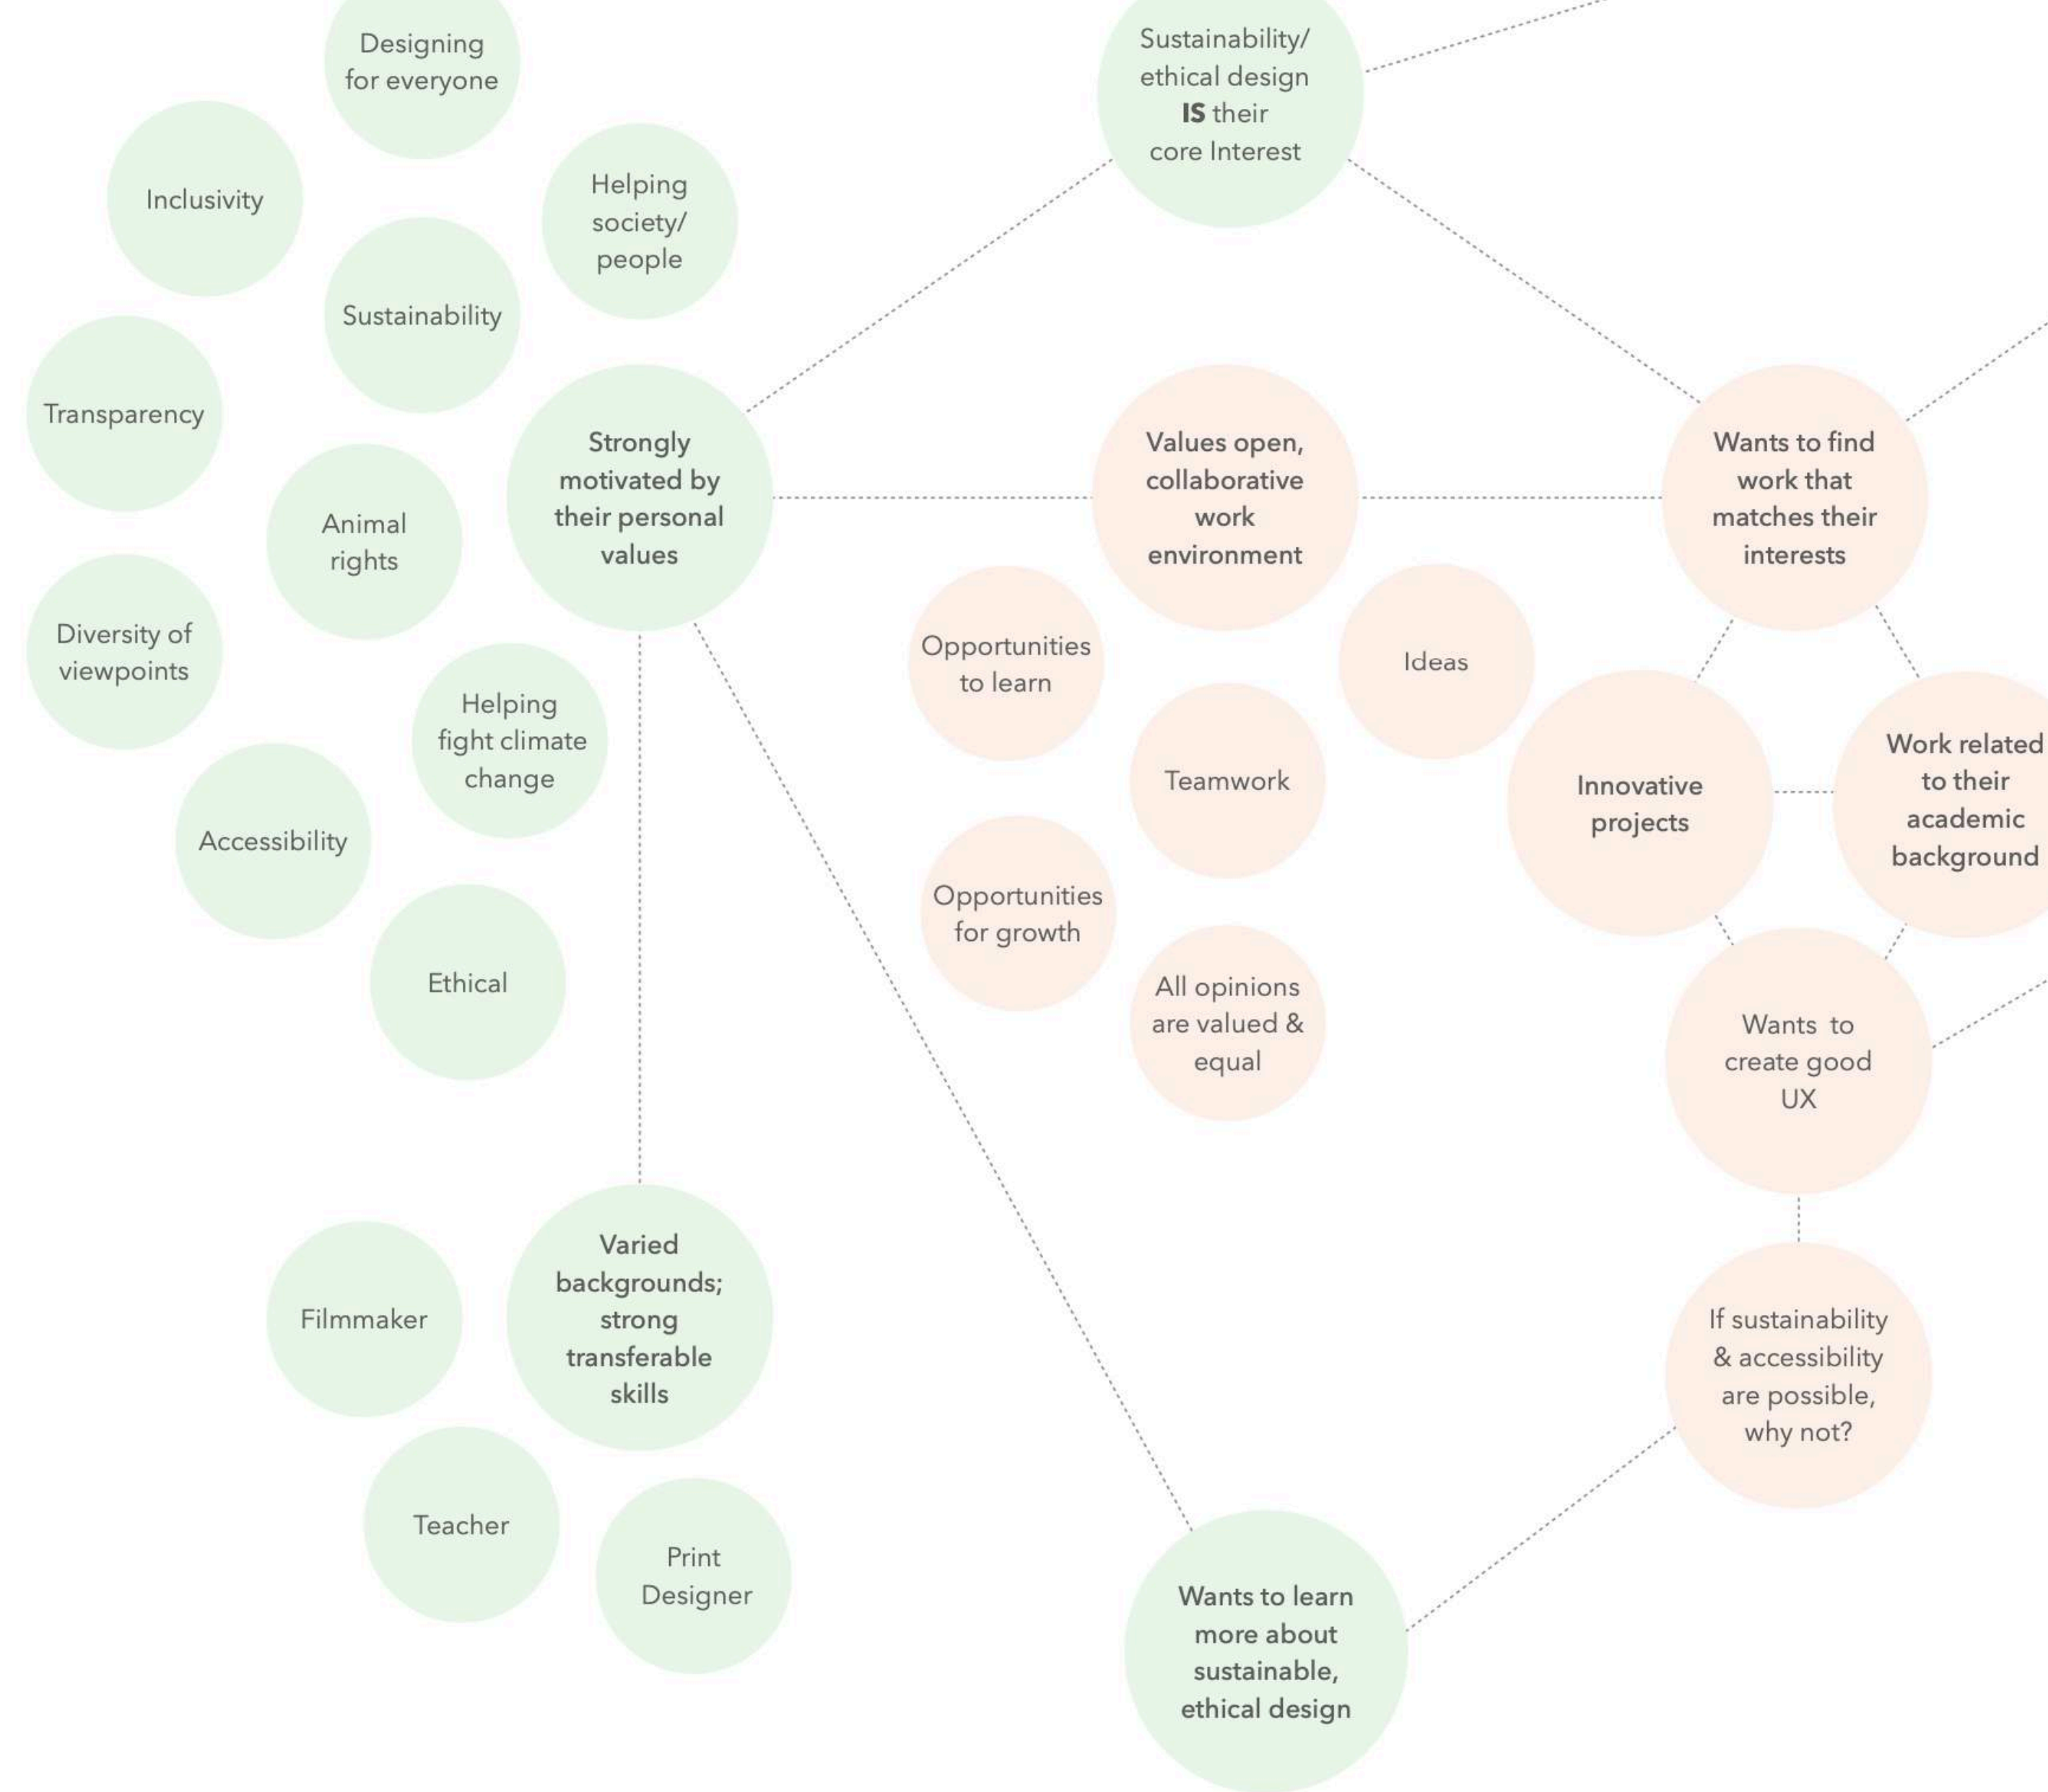 Designing
for everyone
Sustainability/
ethical design
IS their
core Interest
Inclusivity
Helping
society/
people
Sustainability
Transparency
Strongly
motivated by
their personal
values
Values open,
collaborative
work
environment
Wants to find
work that
matches their
interests
Animal
rights
Diversity of
viewpoints
Opportunities
to learn
Ideas
Helping
fight climate
change
Teamwork
Innovative
projects
Work related
to their
academic
background
Accessibility
Opportunities
for growth
Ethical
All opinions
are valued &
equal
Wants to
create good
UX
Varied
backgrounds;
strong
transferable
skills
Filmmaker
If sustainability
& accessibility
are possible,
why not?
Teacher
Print
Designer
Wants to learn
more about
sustainable,
ethical design